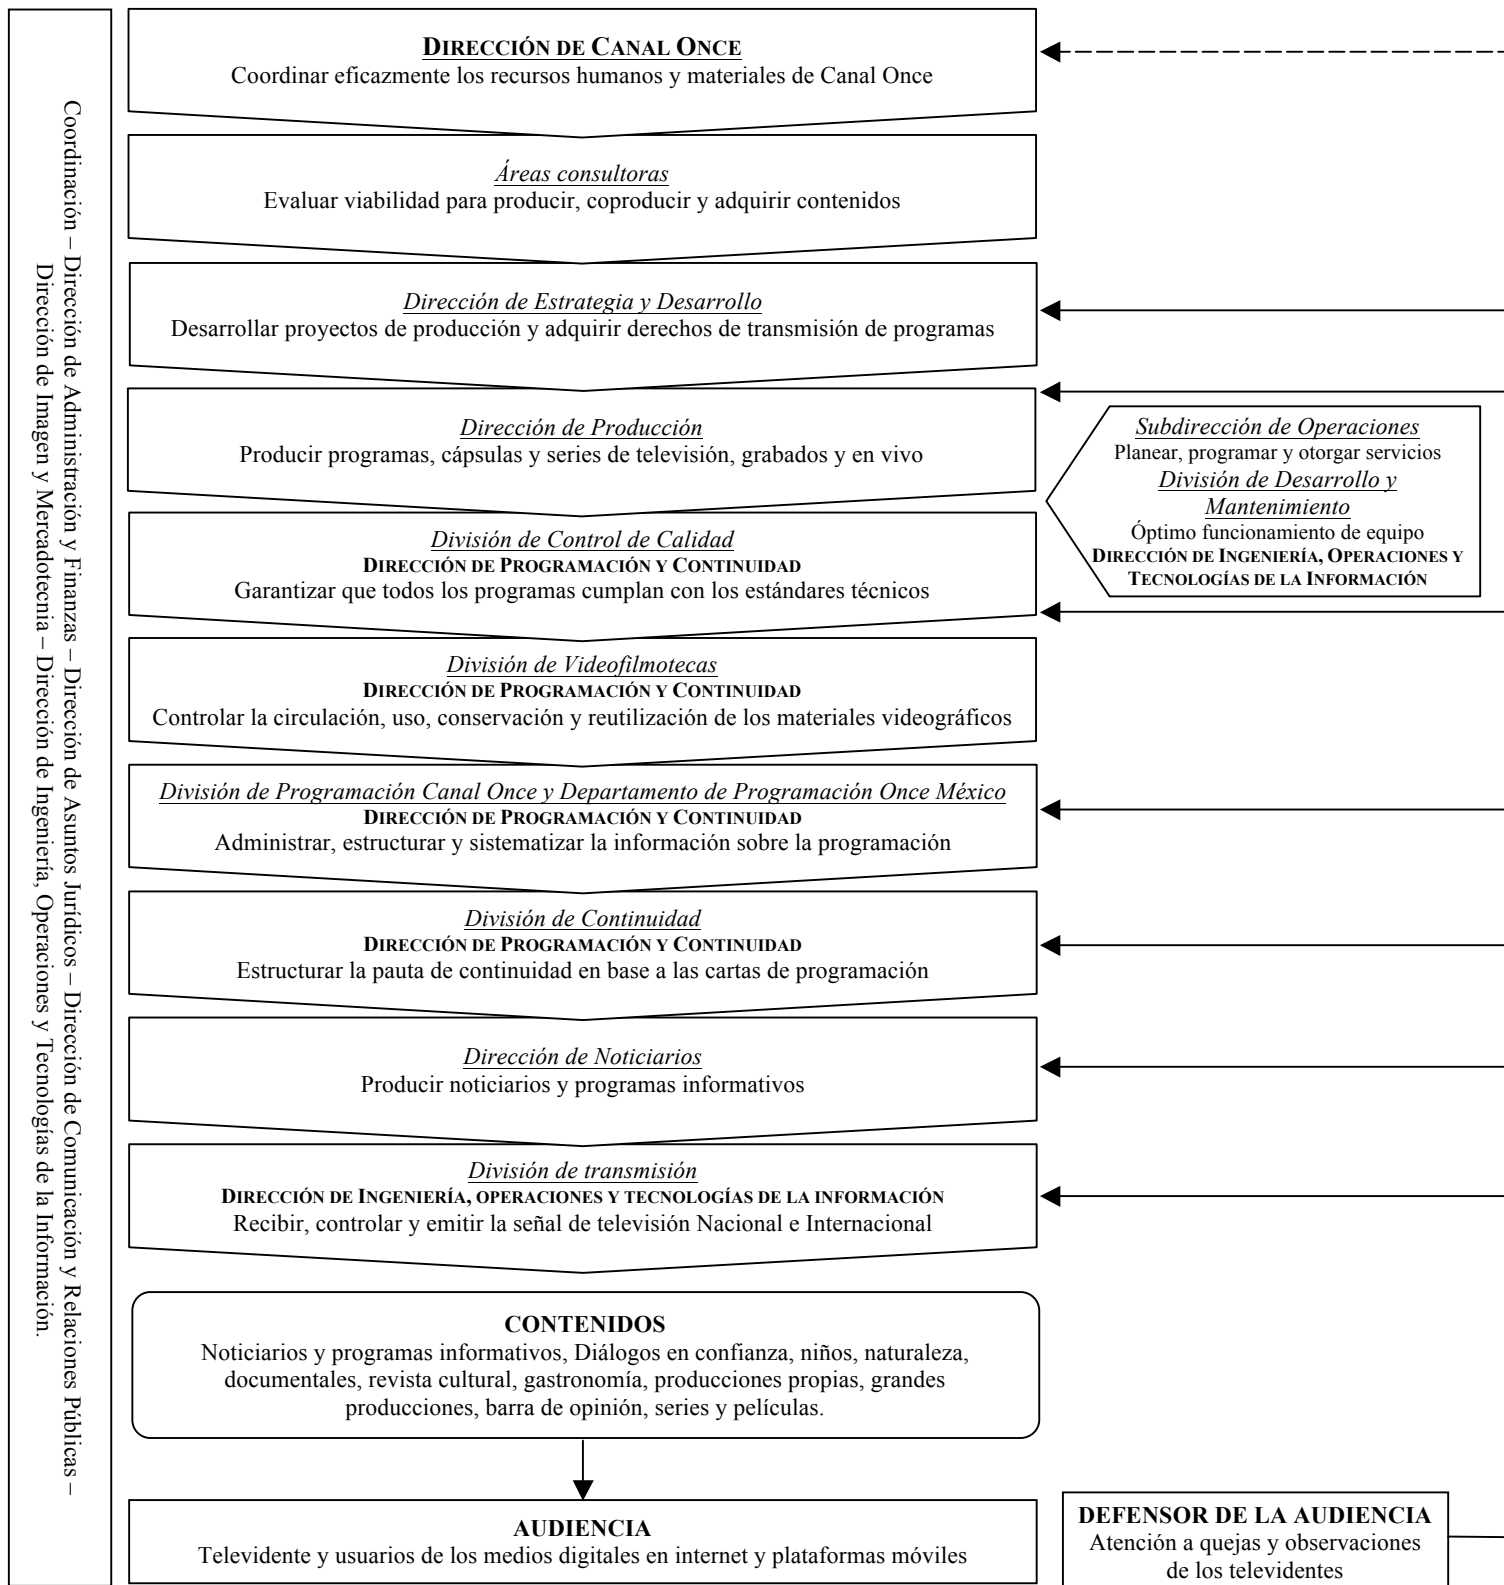 Coordinación – Dirección de Administración y Finanzas – Dirección de Asuntos Jurídicos – Dirección de Comunicación y Relaciones Públicas –
Dirección de Imagen y Mercadotecnia – Dirección de Ingeniería, Operaciones y Tecnologías de la Información.
DIRECCIÓN DE CANAL ONCE
Coordinar eficazmente los recursos humanos y materiales de Canal Once
Áreas consultoras
Evaluar viabilidad para producir, coproducir y adquirir contenidos
Dirección de Estrategia y Desarrollo
Desarrollar proyectos de producción y adquirir derechos de transmisión de programas
Dirección de Producción
Producir programas, cápsulas y series de televisión, grabados y en vivo
Subdirección de Operaciones
Planear, programar y otorgar servicios
División de Desarrollo y
Mantenimiento
Óptimo funcionamiento de equipo
DIRECCIÓN DE INGENIERÍA, OPERACIONES Y
TECNOLOGÍAS DE LA INFORMACIÓN
División de Control de Calidad
DIRECCIÓN DE PROGRAMACIÓN Y CONTINUIDAD
Garantizar que todos los programas cumplan con los estándares técnicos
División de Videofilmotecas
DIRECCIÓN DE PROGRAMACIÓN Y CONTINUIDAD
Controlar la circulación, uso, conservación y reutilización de los materiales videográficos
División de Programación Canal Once y Departamento de Programación Once México
DIRECCIÓN DE PROGRAMACIÓN Y CONTINUIDAD
Administrar, estructurar y sistematizar la información sobre la programación
División de Continuidad
DIRECCIÓN DE PROGRAMACIÓN Y CONTINUIDAD
Estructurar la pauta de continuidad en base a las cartas de programación
Dirección de Noticiarios
Producir noticiarios y programas informativos
División de transmisión
DIRECCIÓN DE INGENIERÍA, OPERACIONES Y TECNOLOGÍAS DE LA INFORMACIÓN
Recibir, controlar y emitir la señal de televisión Nacional e Internacional
CONTENIDOS
Noticiarios y programas informativos, Diálogos en confianza, niños, naturaleza,
documentales, revista cultural, gastronomía, producciones propias, grandes
producciones, barra de opinión, series y películas.
AUDIENCIA
Televidente y usuarios de los medios digitales en internet y plataformas móviles
DEFENSOR DE LA AUDIENCIA
Atención a quejas y observaciones
de los televidentes